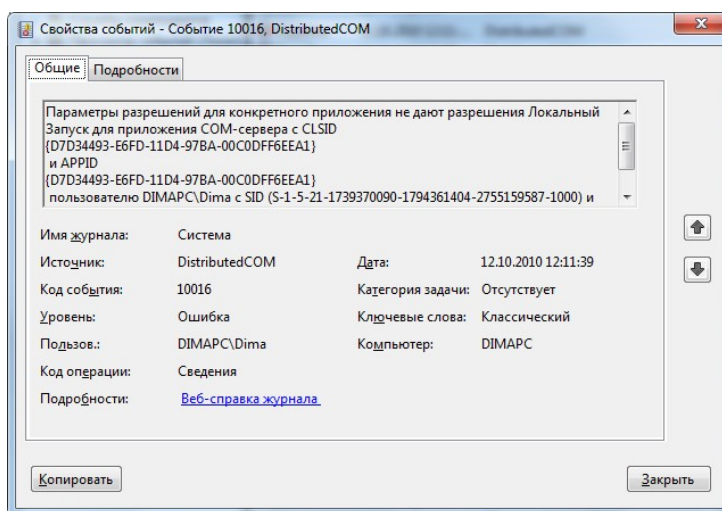 Свойства событий - Событие 10016, DistributedCOM
Общие Подробности
Параметры разрешений для конкретного приложения не дают разрешения Локальный
Запуск для приложения COM-сервера с CLSID
{D7D34493-E6FD-11D4-97BA-00C0DFF6EEA1}
и APPID
{D7D34493-E6FD-11D4-97BA-00C0DFF6EEA1}
пользователю DIMAPC\Dima с SID (S-1-5-21-1739370090-1794361404-2755159587-1000) и
Имя журнала: Система
Источник: DistributedCOM Дата: 12.10.2010 12:11:39
Код события: 10016 Категория задачи: Отсутствует
Уровень: Ошибка Ключевые слова: Классический
Пользов.: DIMAPC\Dima Компьютер: DIMAPC
Код операции: Сведения
Подробности: Веб-справка журнала
Копировать Закрыть